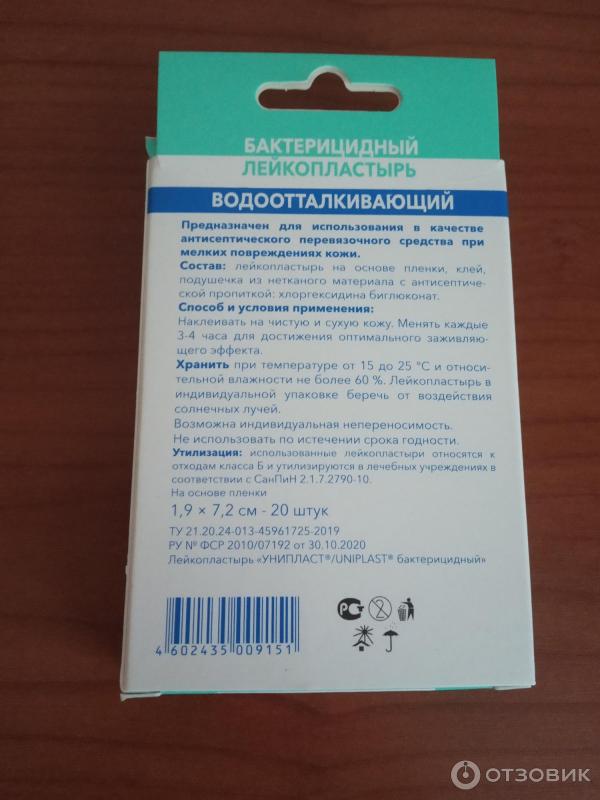 БАКТЕРИЦИДНЫЙ
ЛЕЙКОПЛАСТЫРЬ
ВОДООТТАЛКИВАЮЩИЙ
Предназначен для использования в качестве
антисептического перевязочного средства при
мелких повреждениях кожи.
Состав: лейкопластырь на основе пленки, клей,
подушечка из нетканого материала с антисептиче-
ской пропиткой: хлоргексидина биглюконат.
Способ и условия применения:
Наклеивать на чистую и сухую кожу. Менять каждые
3-4 часа для достижения оптимального заживляю-
щего эффекта.
Хранить при температуре от 15 до 25 °С и относи-
тельной влажности не более 60 %. Лейкопластырь в
индивидуальной упаковке беречь от воздействия
солнечных лучей.
Возможна индивидуальная непереносимость.
Не использовать по истечении срока годности.
Утилизация: использованные лейкопластыри относятся к
отходам класса Б и утилизируются в лечебных учреждениях в
соответствии с СанПиН 2.1.7.2790-10.
На основе пленки
1,9 × 7,2 см - 20 штук
ТУ 21.20.24-013-45961725-2019
РУ № ФСР 2010/07192 от 30.10.2020
Лейкопластырь «УНИПЛАСТ®/UNIPLAST® бактерицидный»
4 602435 009151
РСТ
2
ОТЗОВИК